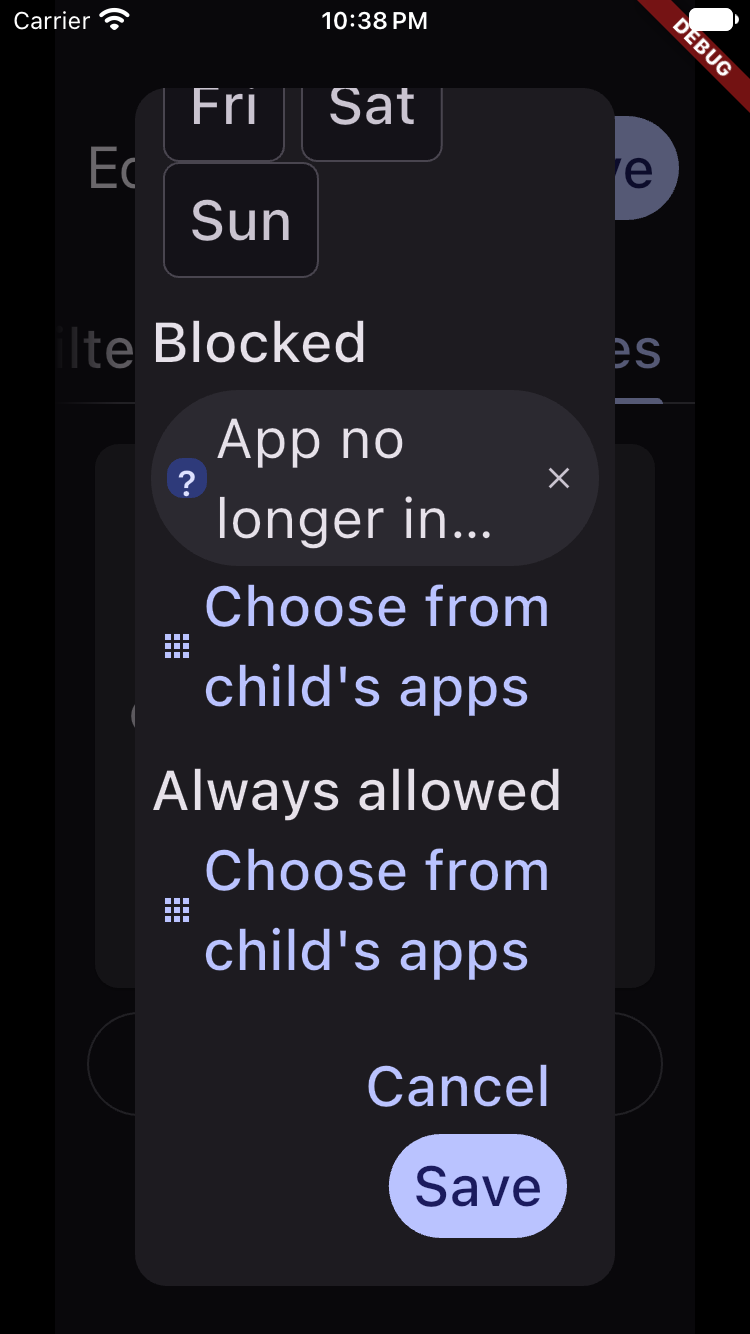 Carrier 10:38 PM
DEBUG
Fri Sat
Sun
Blocked
? App no
longer in...
Choose from
child's apps
Always allowed
Choose from
child's apps
Cancel
Save